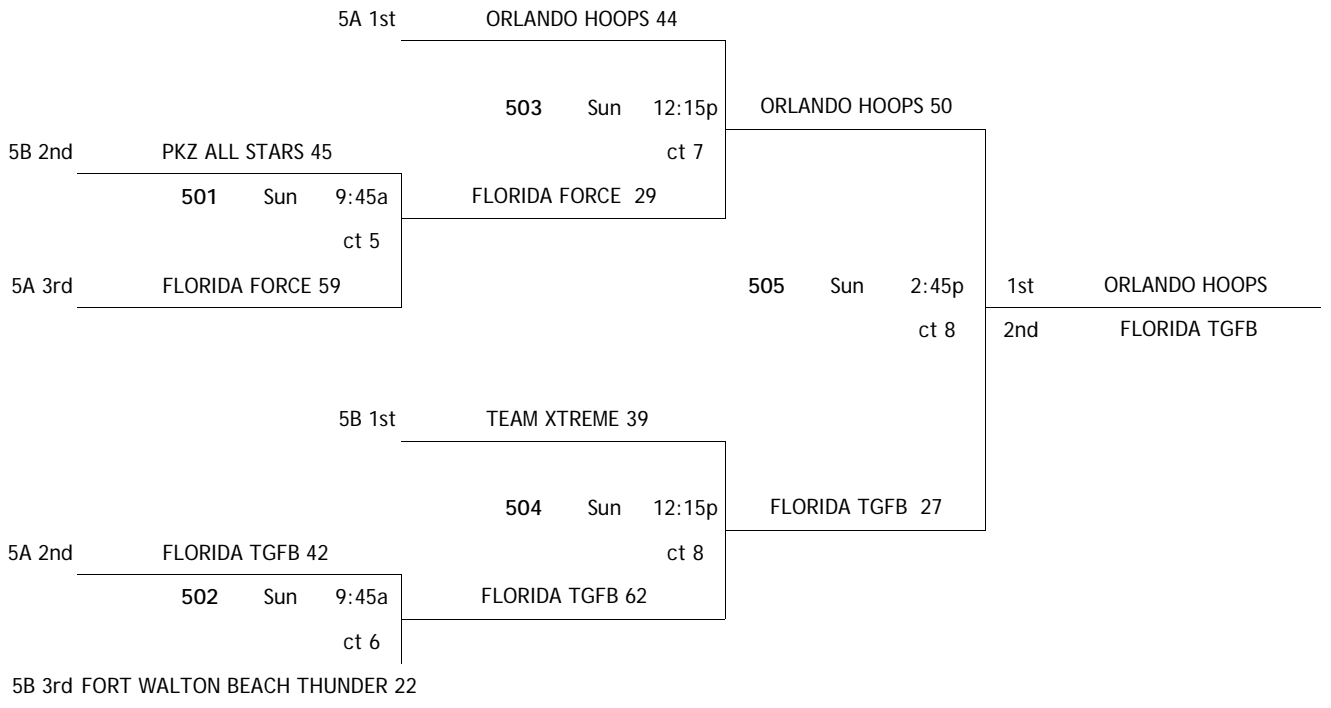 5A 1st ORLANDO HOOPS 44
503 Sun 12:15p ORLANDO HOOPS 50
5B 2nd PKZ ALL STARS 45 ct 7
501 Sun 9:45a FLORIDA FORCE 29
ct 5
5A 3rd FLORIDA FORCE 59 505 Sun 2:45p 1st ORLANDO HOOPS
ct 8 2nd FLORIDA TGFB
5B 1st TEAM XTREME 39
504 Sun 12:15p FLORIDA TGFB 27
5A 2nd FLORIDA TGFB 42 ct 8
502 Sun 9:45a FLORIDA TGFB 62
ct 6
5B 3rd FORT WALTON BEACH THUNDER 22